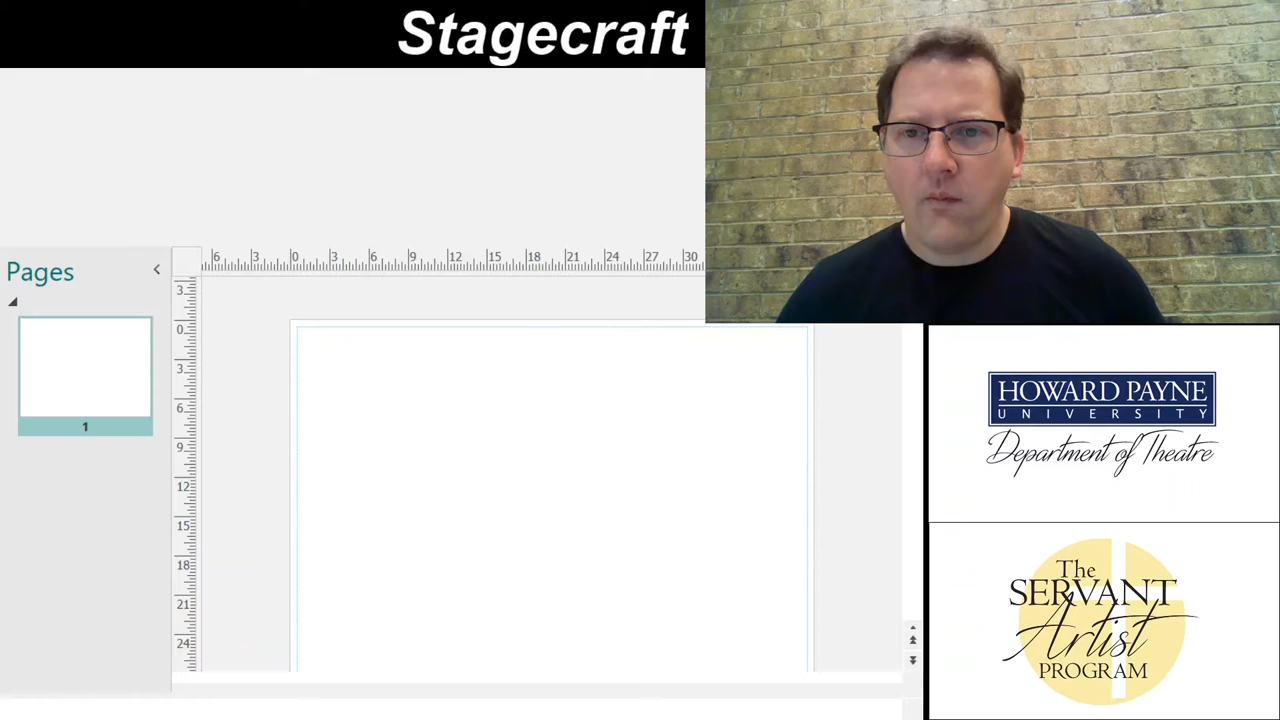 Stagecraft
Pages
1
6 3 0 3 6 9 12 15 18 21 24 27 30
3
0
3
6
9
12
15
18
21
24
HOWARD PAYNE
UNIVERSITY
Department of Theatre
The
SERVANT
Artist
PROGRAM